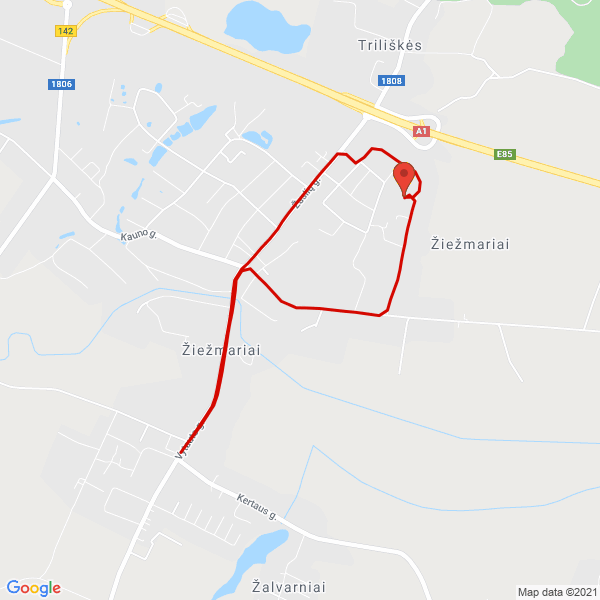 142
Triliškės
1806
1808
A1
E85
Žaslių g.
Kauno g.
Žiežmariai
Žiežmariai
Vytauto g.
Kertaus g.
Žalvarniai
Google
Map data ©2021